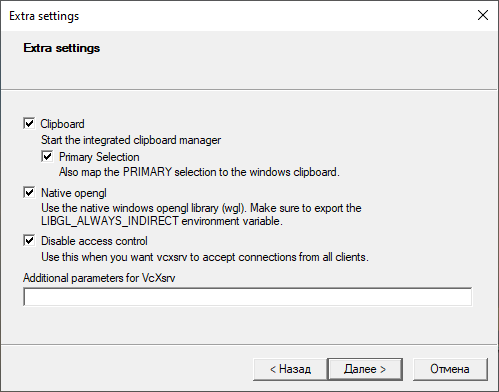 Extra settings
Extra settings
Clipboard
Start the integrated clipboard manager
Primary Selection
Also map the PRIMARY selection to the windows clipboard.
Native opengl
Use the native windows opengl library (wgl). Make sure to export the
LIBGL_ALWAYS_INDIRECT environment variable.
Disable access control
Use this when you want vcxsrv to accept connections from all clients.
Additional parameters for VcXsrv
< Назад
Далее >
Отмена